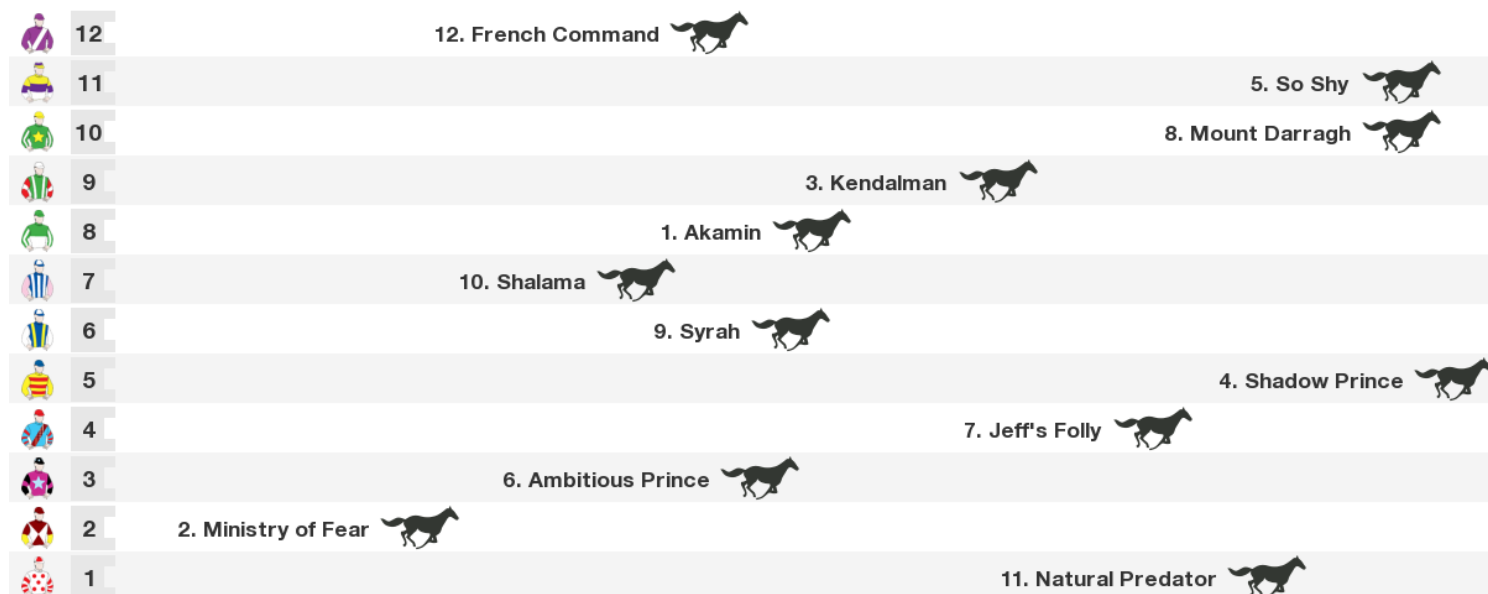 12 12. French Command
11 5. So Shy
10 8. Mount Darragh
9 3. Kendalman
8 1. Akamin
7 10. Shalama
6 9. Syrah
5 4. Shadow Prince
4 7. Jeff's Folly
3 6. Ambitious Prince
2 2. Ministry of Fear
1 11. Natural Predator